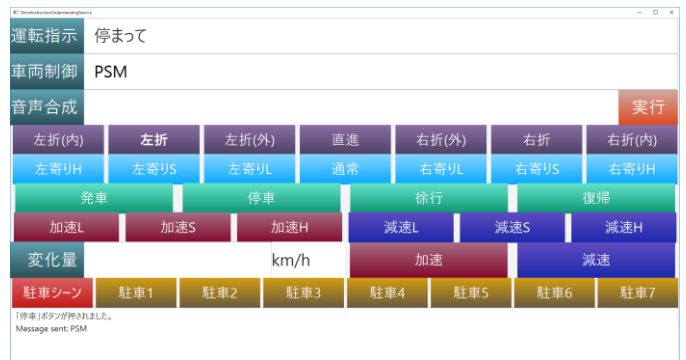 DriveInstructionUnderstandingService
運転指示 停まって
車両制御 PSM
音声合成 実行
左折(内) 左折 左折(外) 直進 右折(外) 右折 右折(内)
左寄りH 左寄りS 左寄りL 通常 右寄りL 右寄りS 右寄りH
発車 停車 徐行 復帰
加速L 加速S 加速H 減速L 減速S 減速H
変化量 km/h 加速 減速
駐車シーン 駐車1 駐車2 駐車3 駐車4 駐車5 駐車6 駐車7
「停車」ボタンが押されました。
Message sent: PSM